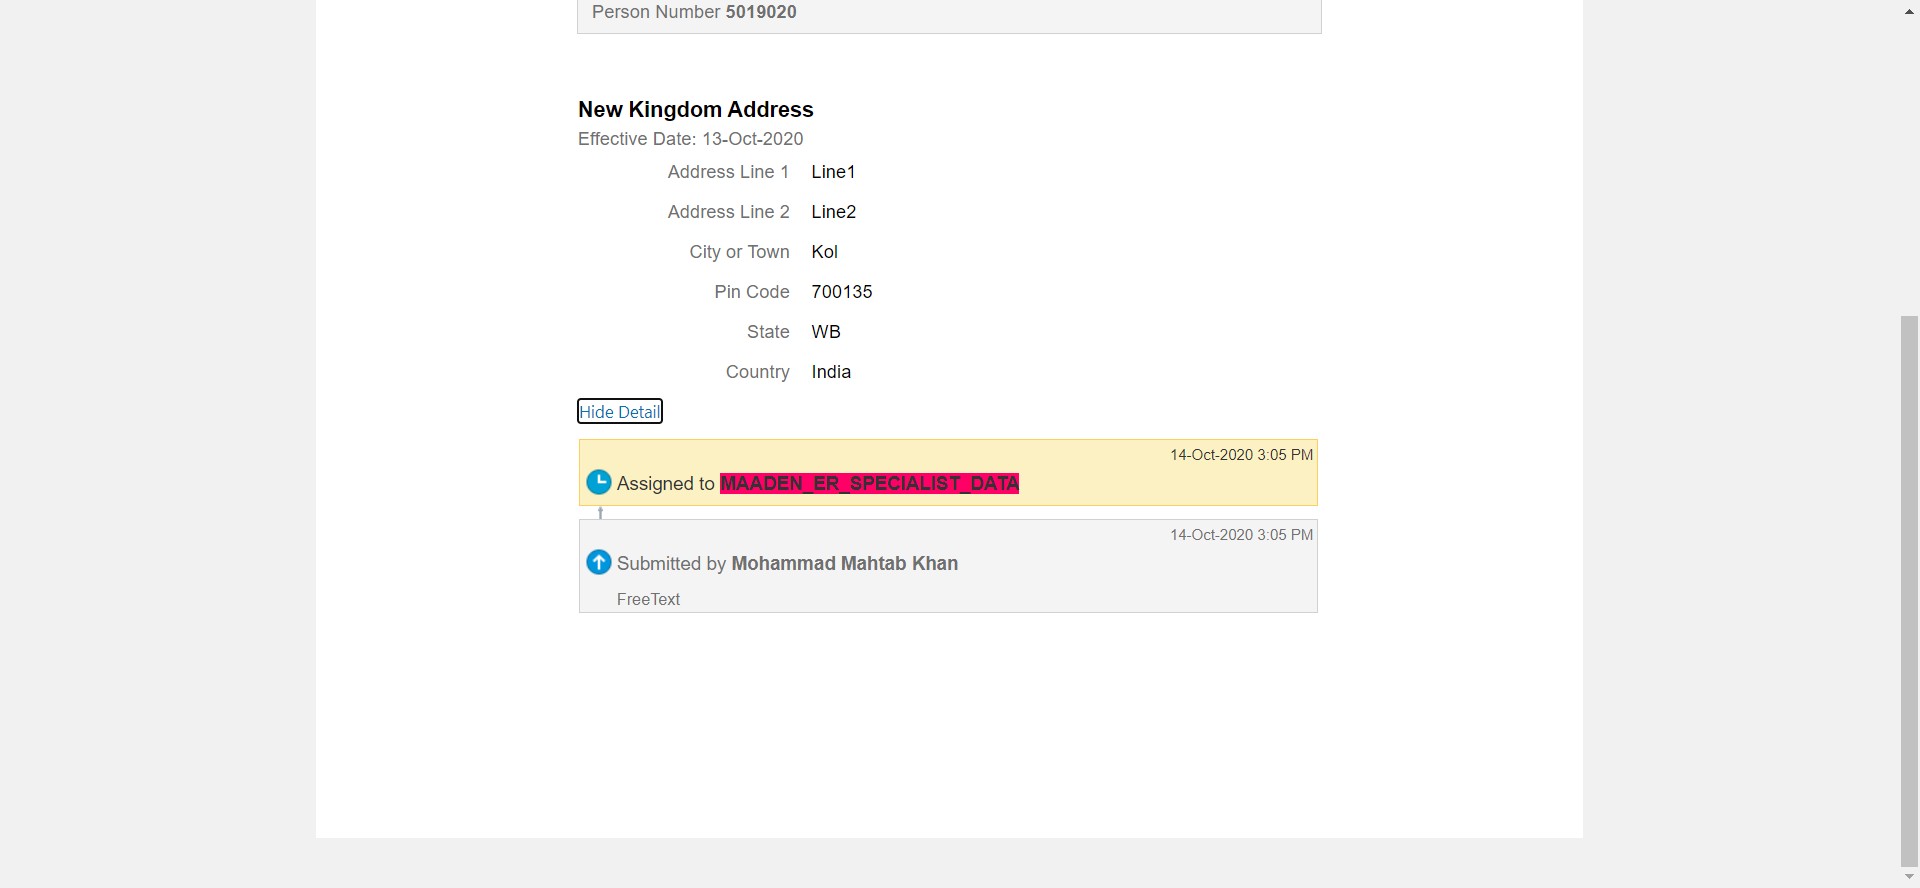 Person Number 5019020
New Kingdom Address
Effective Date: 13-Oct-2020
Address Line 1 Line1
Address Line 2 Line2
City or Town Kol
Pin Code 700135
State WB
Country India
Hide Detail
14-Oct-2020 3:05 PM
Assigned to MAADEN_ER_SPECIALIST_DATA
14-Oct-2020 3:05 PM
Submitted by Mohammad Mahtab Khan
FreeText